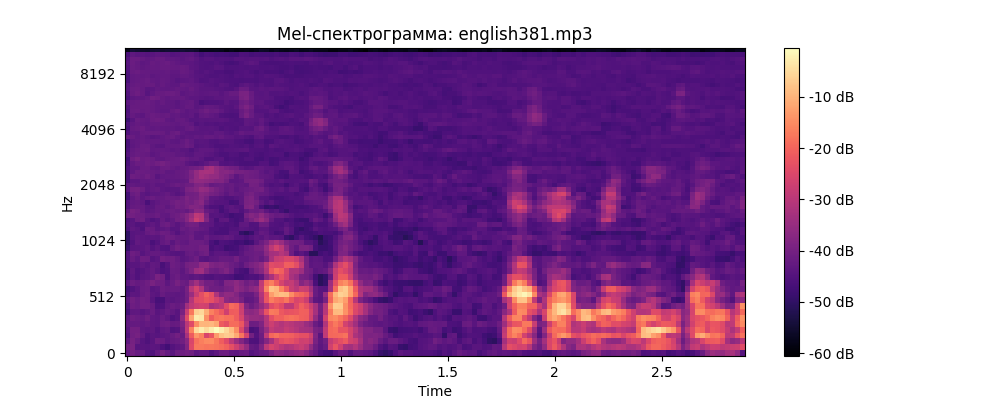 Mel-спектрограмма: english381.mp3
8192
4096
2048
1024
512
0
Hz
0 0.5 1 1.5 2 2.5
Time
-10 dB
-20 dB
-30 dB
-40 dB
-50 dB
-60 dB